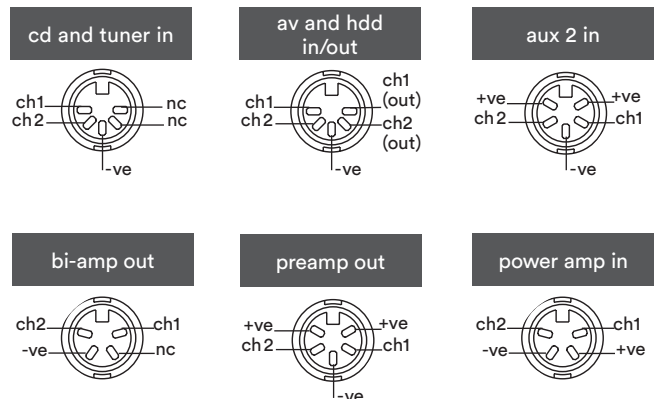 cd and tuner in
av and hdd
in/out
aux 2 in
ch1
nc
ch2
nc
-ve
ch1
ch1
(out)
ch2
ch2
(out)
-ve
+ve
+ve
ch2
ch1
-ve
bi-amp out
preamp out
power amp in
ch2
ch1
-ve
nc
+ve
+ve
ch2
ch1
-ve
ch2
ch1
-ve
+ve